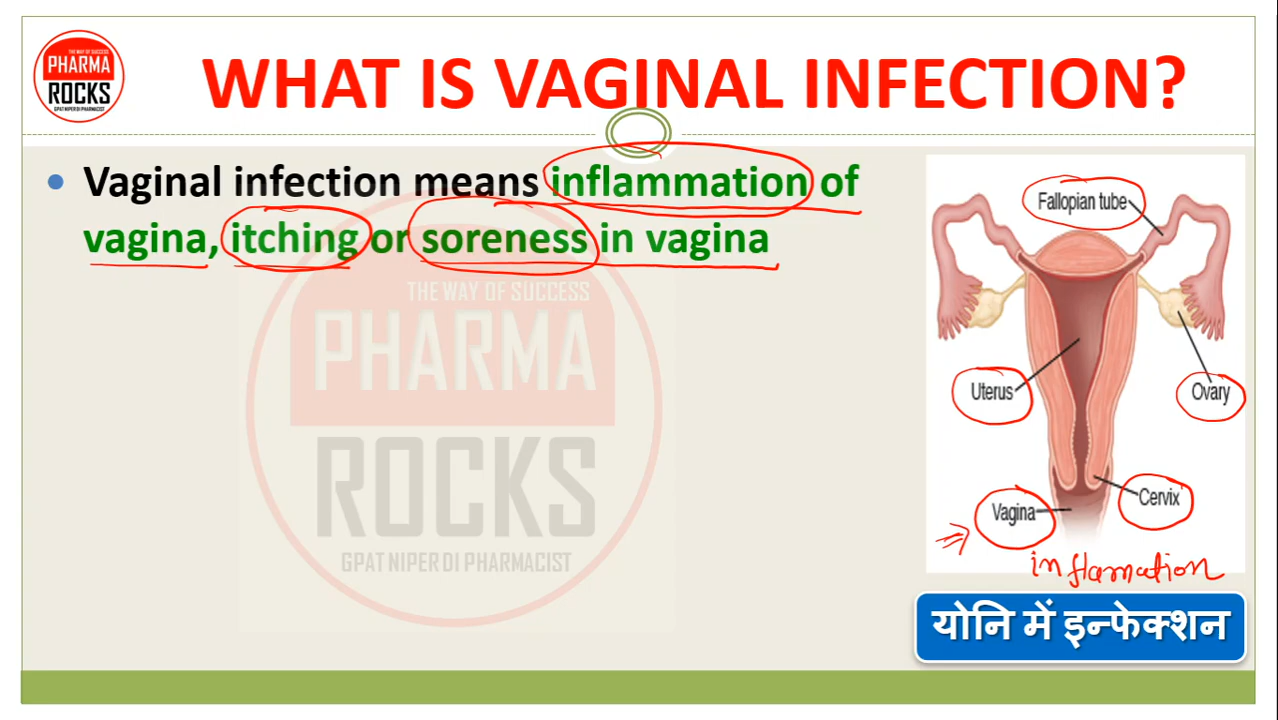 THE WAY OF SUCCESS
PHARMA
ROCKS
GPAT NIPER DI PHARMACIST
WHAT IS VAGINAL INFECTION?
Vaginal infection means inflammation of
vagina, itching or soreness in vagina
THE WAY OF SUCCESS
PHARMA
ROCKS
GPAT NIPER DI PHARMACIST
Fallopian tube
Uterus
Ovary
Cervix
Vagina
inflamation
योनि में इन्फेक्शन